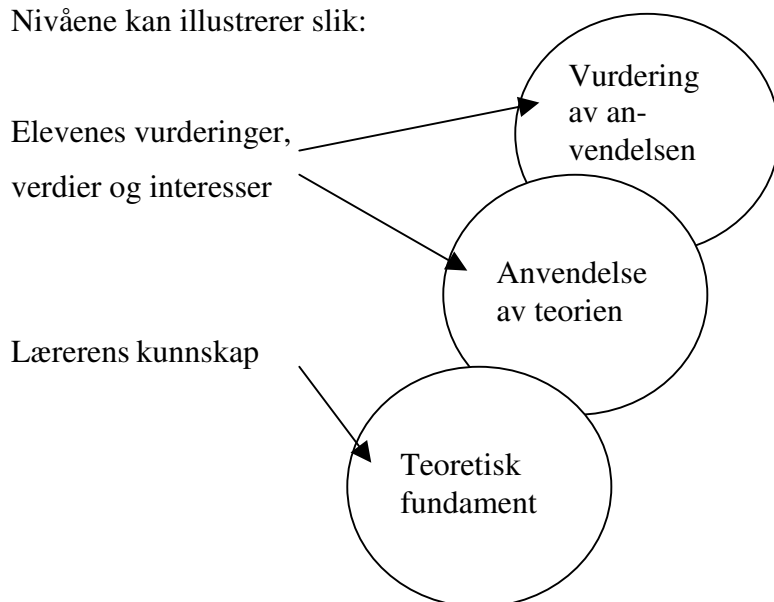 Nivåene kan illustrerer slik:
Vurdering
av an-
vendelsen
Elevenes vurderinger,
verdier og interesser
Anvendelse
av teorien
Lærerens kunnskap
Teoretisk
fundament